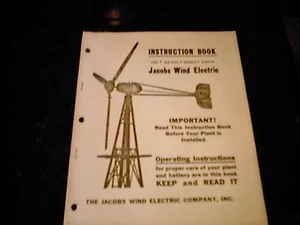 INSTRUCTION BOOK
Jacobs Wind Electric
IMPORTANT!
Read This Instruction Book
Before Your Plant is
Installed.
Operating Instructions
for proper care of your plant
and battery are in this book
KEEP and READ IT
THE JACOBS WIND ELECTRIC COMPANY, INC.